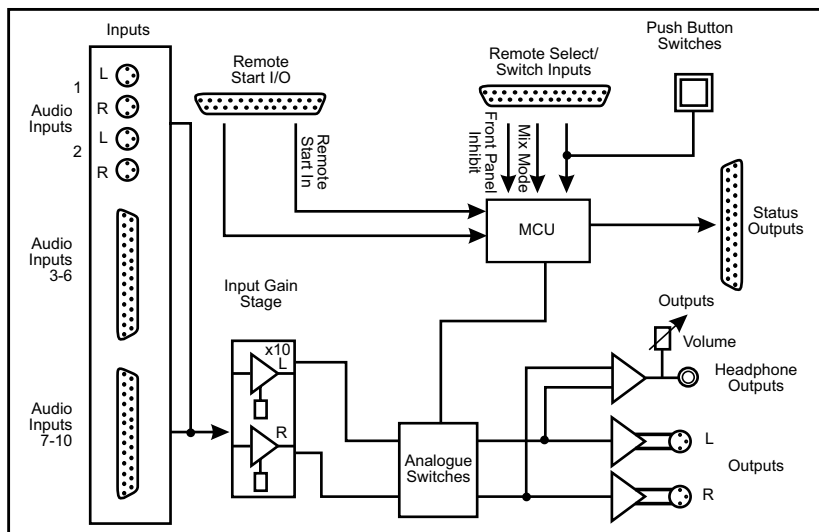 Inputs
1
L
Audio
Inputs
R
L
2
R
Audio
Inputs
3-6
Audio
Inputs
7-10
Remote
Start I/O
Remote
Start In
Remote Select/
Switch Inputs
Front Panel
Inhibit
Mix Mode
Push Button
Switches
MCU
Status
Outputs
Input Gain
Stage
x10
L
R
Analogue
Switches
Outputs
Volume
Headphone
Outputs
L
Outputs
R